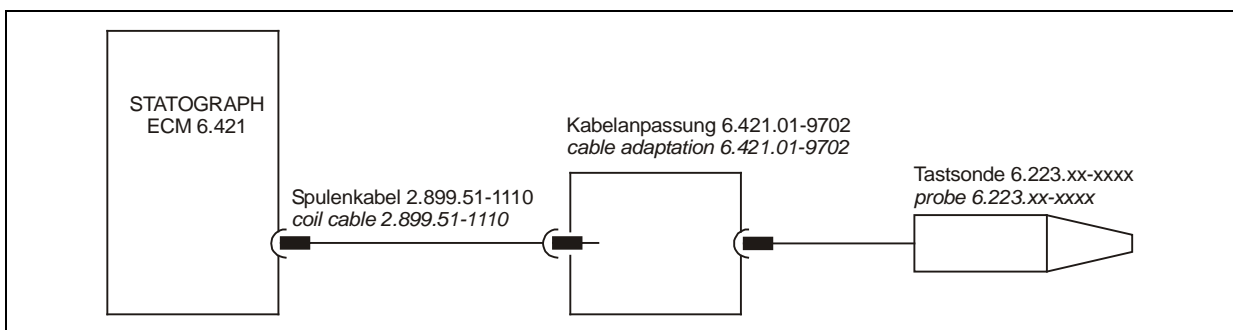 STATOGRAPH
ECM 6.421
Kabelanpassung 6.421.01-9702
cable adaptation 6.421.01-9702
Tastsonde 6.223.xx-xxxx
probe 6.223.xx-xxxx
Spulenkabel 2.899.51-1110
coil cable 2.899.51-1110